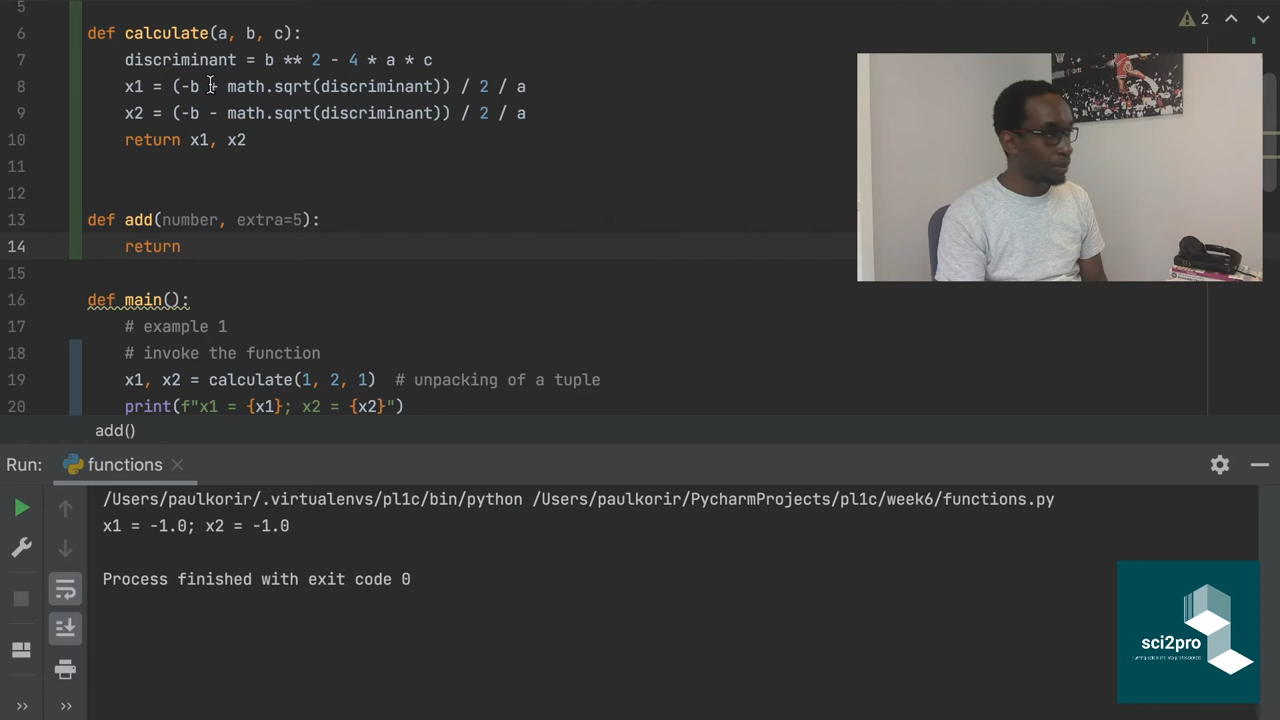 5
6 def calculate(a, b, c):
7 discriminant = b ** 2 - 4 * a * c
8 x1 = (-b + math.sqrt(discriminant)) / 2 / a
9 x2 = (-b - math.sqrt(discriminant)) / 2 / a
10 return x1, x2
11
12
13 def add(number, extra=5):
14 return
15
16 def main():
17 # example 1
18 # invoke the function
19 x1, x2 = calculate(1, 2, 1)  # unpacking of a tuple
20 print(f"x1 = {x1}; x2 = {x2}")
2
add()
Run: functions
/Users/paulkorir/.virtualenvs/pl1c/bin/python /Users/paulkorir/PycharmProjects/pl1c/week6/functions.py
x1 = -1.0; x2 = -1.0
Process finished with exit code 0
sci2pro